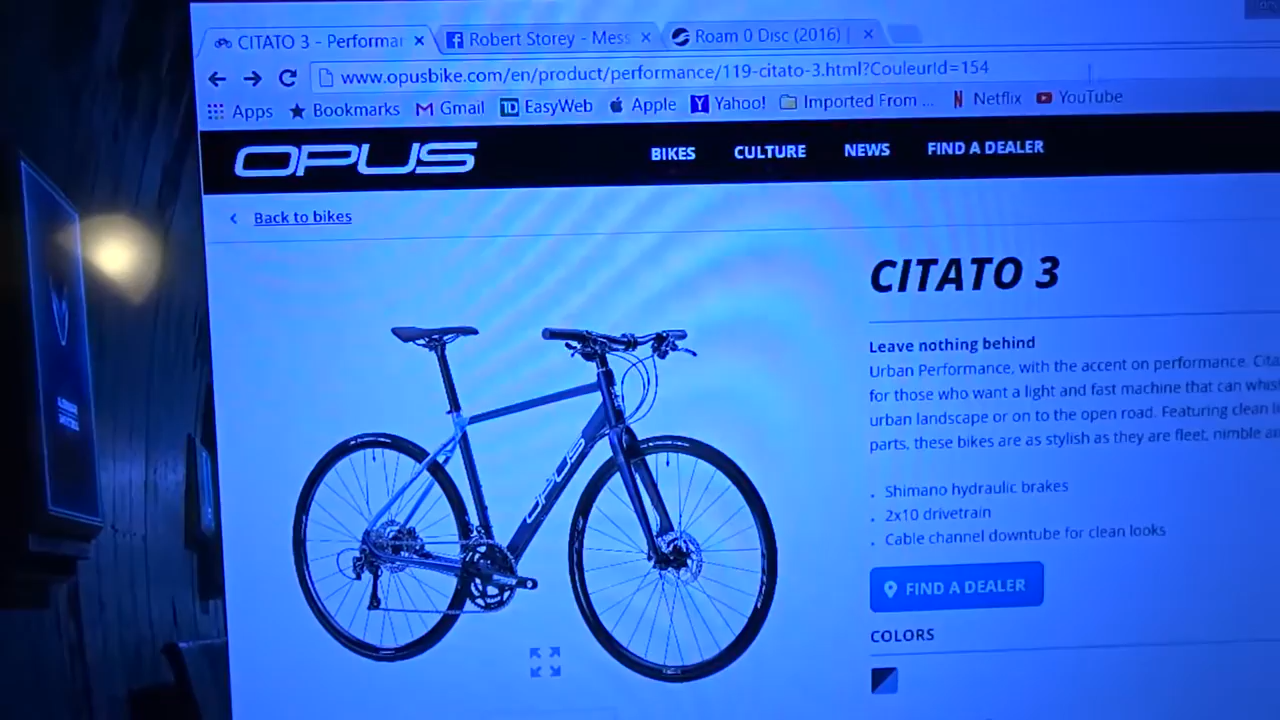 CITATO 3 - Performar
Robert Storey - Mess
Roam 0 Disc (2016) |
www.opusbike.com/en/product/performance/119-citato-3.html?CouleurId=154
Apps Bookmarks Gmail TD EasyWeb Apple Yahoo! Imported From ... Netflix YouTube
OPUS BIKES CULTURE NEWS FIND A DEALER
Back to bikes
CITATO 3
Leave nothing behind
Urban Performance, with the accent on performance. Cita
for those who want a light and fast machine that can whis
urban landscape or on to the open road. Featuring clean
parts, these bikes are as stylish as they are fleet, nimble
OPUS
. Shimano hydraulic brakes
. 2x10 drivetrain
. Cable channel downtube for clean looks
FIND A DEALER
COLORS